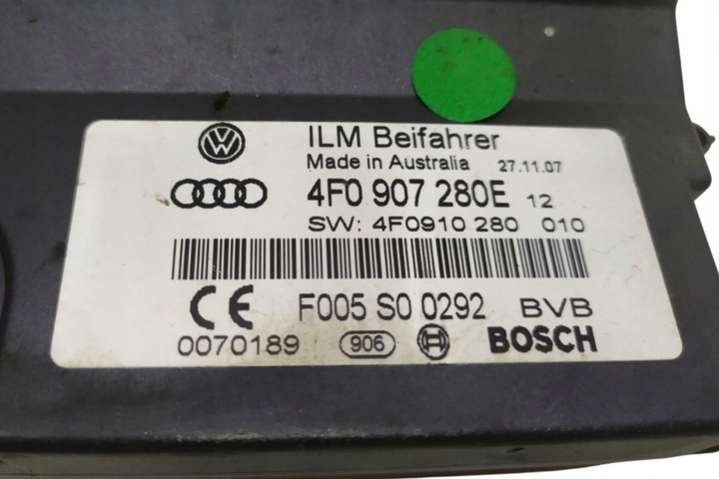 ILM Beifahrer
Made in Australia 27.11.07
4F0 907 280E 12
SW: 4F0910 280 010
CE F005 S0 0292 BVB
0070189 906 BOSCH